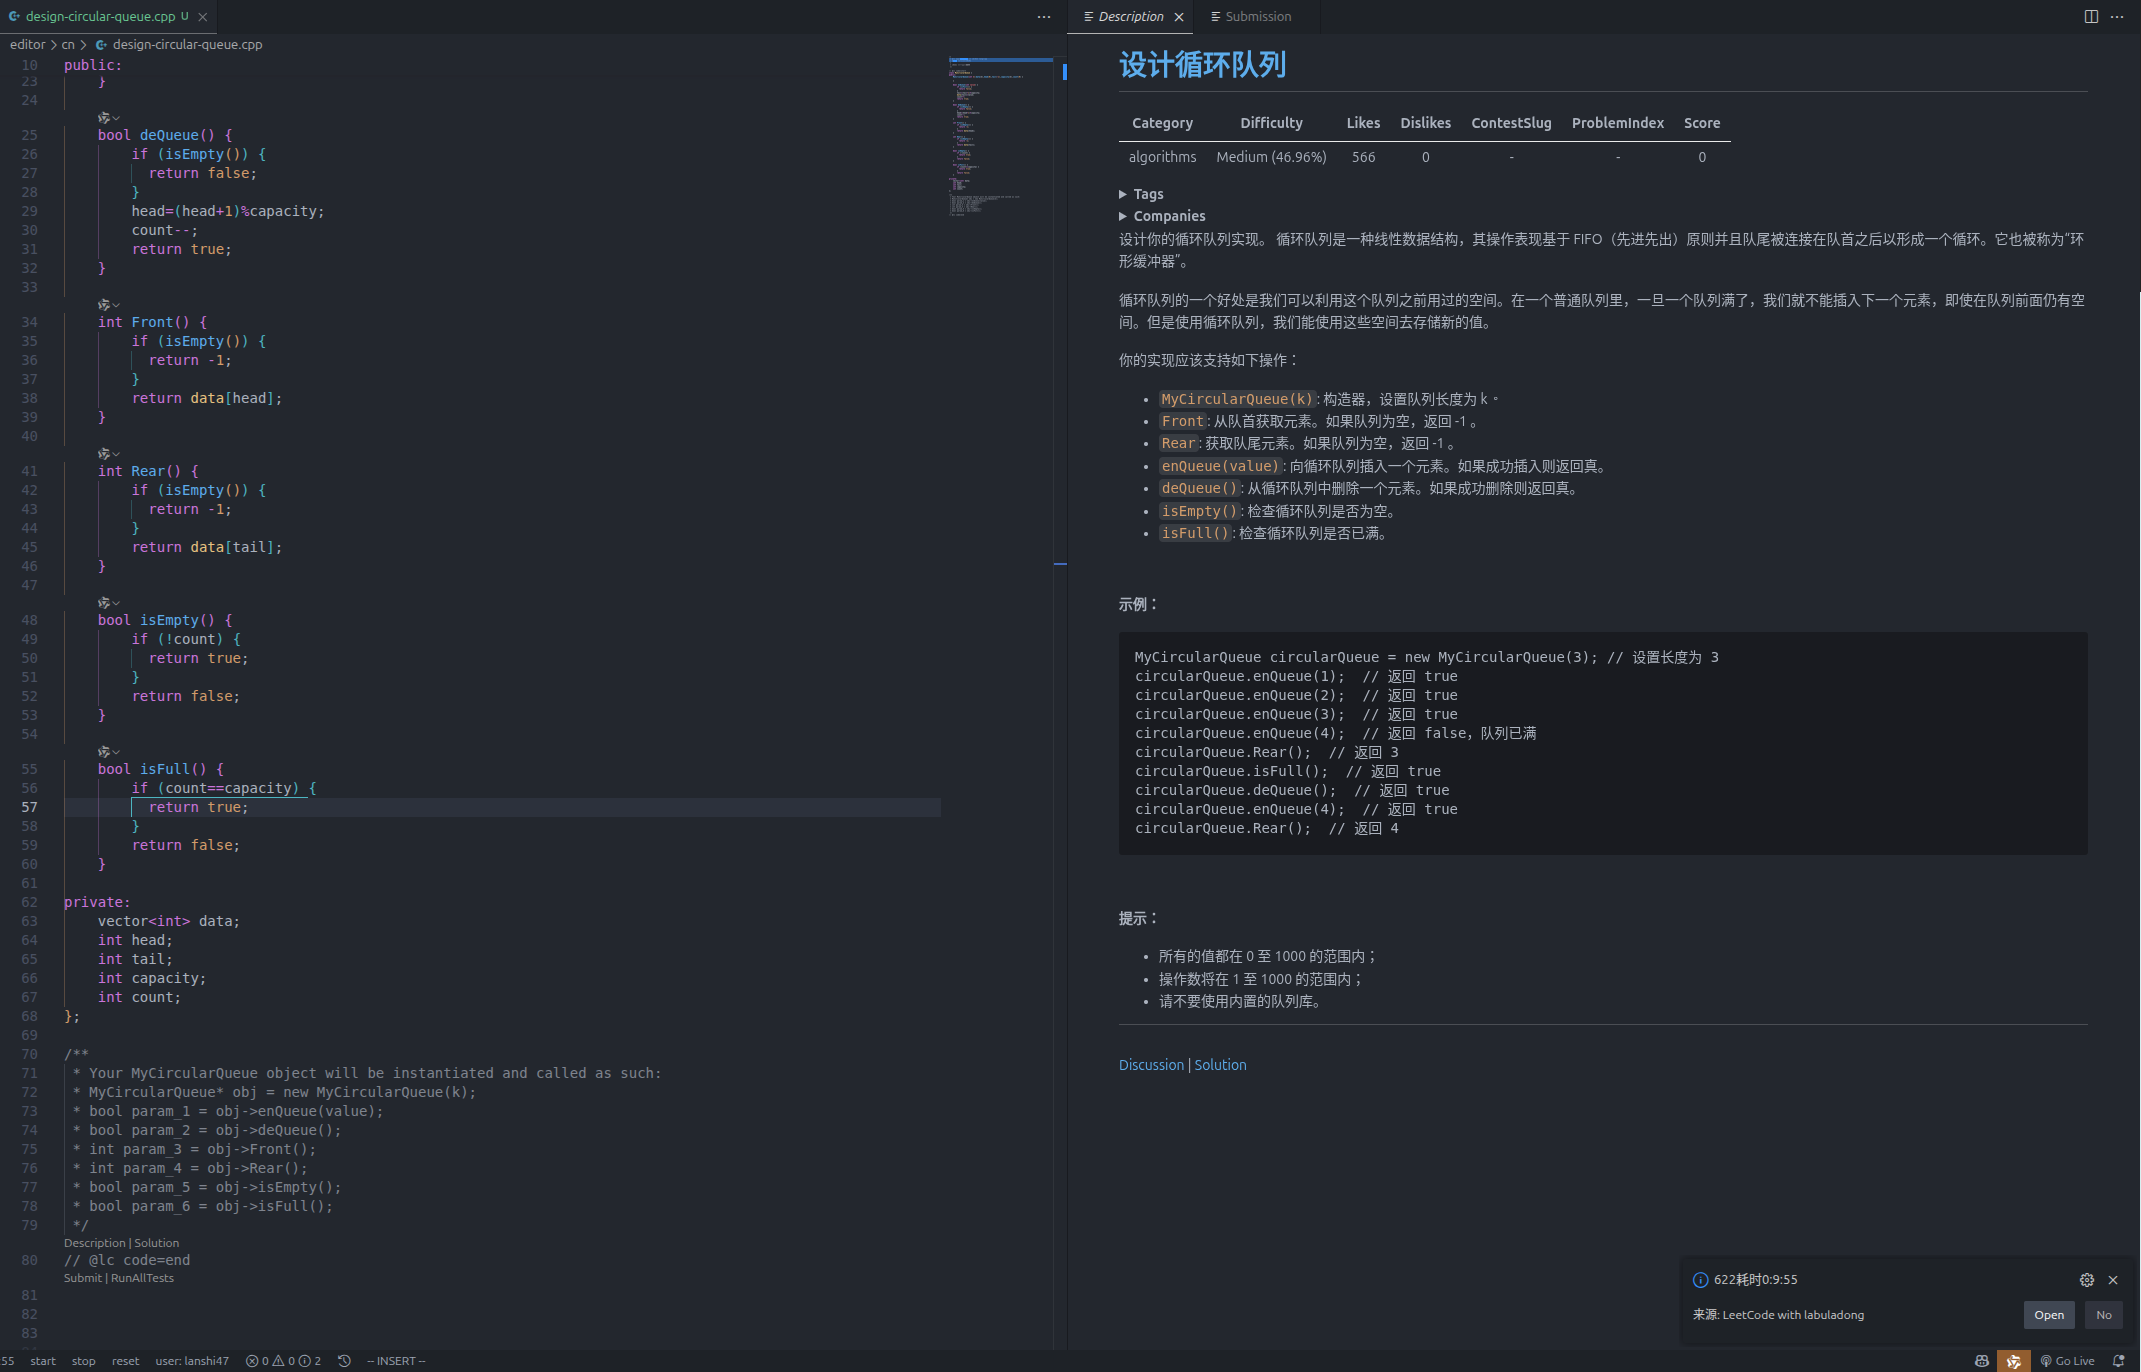 design-circular-queue.cpp U
editor > cn > design-circular-queue.cpp
10 public:
23 }
24
25 bool deQueue() {
26 if (isEmpty()) {
27 return false;
28 }
29 head=(head+1)%capacity;
30 count--;
31 return true;
32 }
33
34 int Front() {
35 if (isEmpty()) {
36 return -1;
37 }
38 return data[head];
39 }
40
41 int Rear() {
42 if (isEmpty()) {
43 return -1;
44 }
45 return data[tail];
46 }
47
48 bool isEmpty() {
49 if (!count) {
50 return true;
51 }
52 return false;
53 }
54
55 bool isFull() {
56 if (count==capacity) {
57 return true;
58 }
59 return false;
60 }
61
62 private:
63 vector<int> data;
64 int head;
65 int tail;
66 int capacity;
67 int count;
68 };
69
70 /**
71 * Your MyCircularQueue object will be instantiated and called as such:
72 * MyCircularQueue* obj = new MyCircularQueue(k);
73 * bool param_1 = obj->enQueue(value);
74 * bool param_2 = obj->deQueue();
75 * int param_3 = obj->Front();
76 * int param_4 = obj->Rear();
77 * bool param_5 = obj->isEmpty();
78 * bool param_6 = obj->isFull();
79 */
Description | Solution
80 // @lc code=end
Submit | RunAllTests
81
82
83
Description
Submission
设计循环队列
Category Difficulty Likes Dislikes ContestSlug ProblemIndex Score
algorithms Medium (46.96%) 566 0 - - 0
Tags
Companies
设计你的循环队列实现。 循环队列是一种线性数据结构，其操作表现基于 FIFO（先进先出）原则并且队尾被连接在队首之后以形成一个循环。它也被称为“环
形缓冲器”。
循环队列的一个好处是我们可以利用这个队列之前用过的空间。在一个普通队列里，一旦一个队列满了，我们就不能插入下一个元素，即使在队列前面仍有空
间。但是使用循环队列，我们能使用这些空间去存储新的值。
你的实现应该支持如下操作：
• MyCircularQueue(k): 构造器，设置队列长度为 k 。
• Front: 从队首获取元素。如果队列为空，返回 -1 。
• Rear: 获取队尾元素。如果队列为空，返回 -1 。
• enQueue(value): 向循环队列插入一个元素。如果成功插入则返回真。
• deQueue(): 从循环队列中删除一个元素。如果成功删除则返回真。
• isEmpty(): 检查循环队列是否为空。
• isFull(): 检查循环队列是否已满。
示例：
MyCircularQueue circularQueue = new MyCircularQueue(3); // 设置长度为 3
circularQueue.enQueue(1);  // 返回 true
circularQueue.enQueue(2);  // 返回 true
circularQueue.enQueue(3);  // 返回 true
circularQueue.enQueue(4);  // 返回 false，队列已满
circularQueue.Rear();  // 返回 3
circularQueue.isFull();  // 返回 true
circularQueue.deQueue();  // 返回 true
circularQueue.enQueue(4);  // 返回 true
circularQueue.Rear();  // 返回 4
提示：
• 所有的值都在 0 至 1000 的范围内；
• 操作数将在 1 至 1000 的范围内；
• 请不要使用内置的队列库。
Discussion | Solution
622耗时0:9:55
来源: LeetCode with labuladong
Open No
:55 start stop reset user: lanshi47 0 0 2 -- INSERT -- Go Live